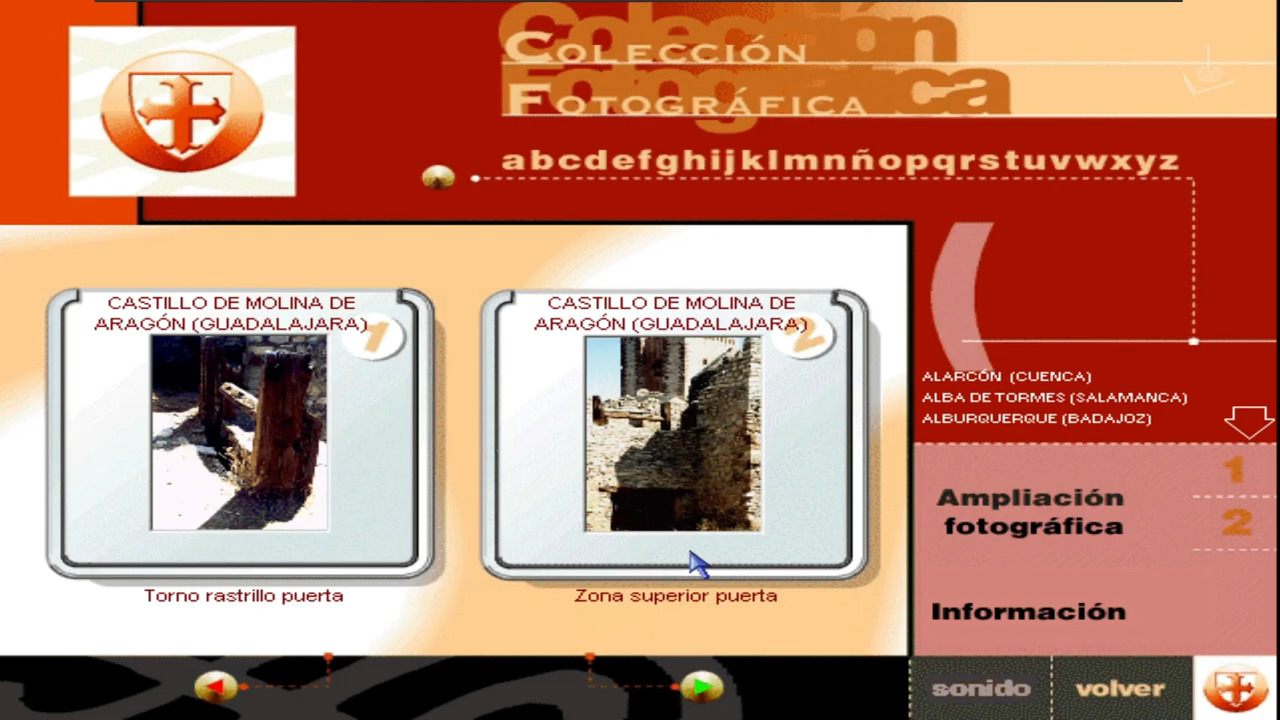 Colección
COLECCIÓN
Fotográfica
FOTOGRÁFICA
abcdefghijklmnñopqrstuvwxyz
CASTILLO DE MOLINA DE
ARAGÓN (GUADALAJARA)
1
CASTILLO DE MOLINA DE
ARAGÓN (GUADALAJARA)
2
Torno rastrillo puerta
Zona superior puerta
ALARCÓN (CUENCA)
ALBA DE TORMES (SALAMANCA)
ALBURQUERQUE (BADAJOZ)
Ampliación
fotográfica
1
2
Información
sonido
volver